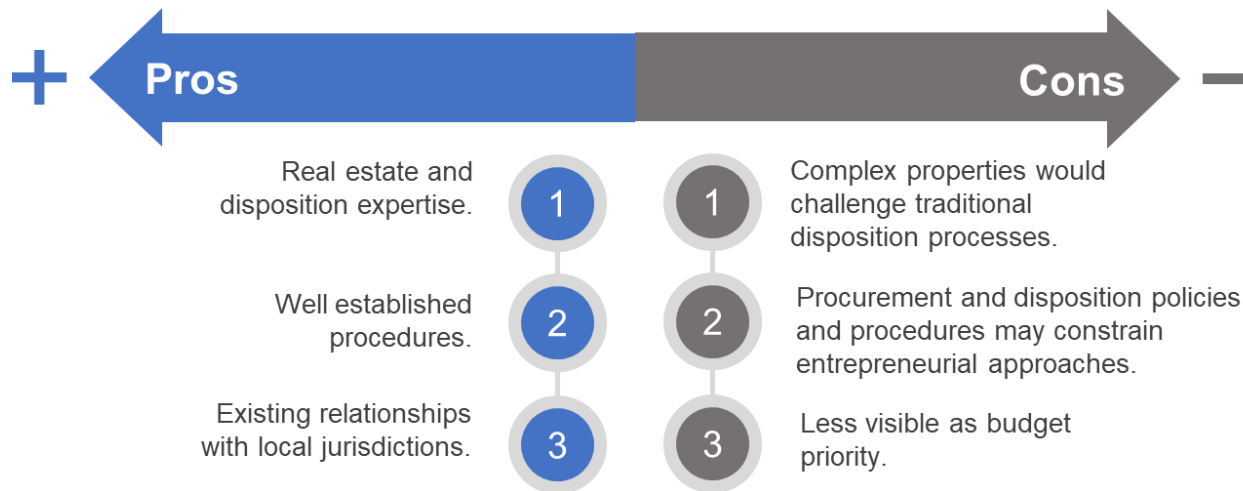 + Pros Cons –
Real estate and
disposition expertise.
1
1
Complex properties would
challenge traditional
disposition processes.
Well established
procedures.
2
2
Procurement and disposition policies
and procedures may constrain
entrepreneurial approaches.
Existing relationships
with local jurisdictions.
3
3
Less visible as budget
priority.